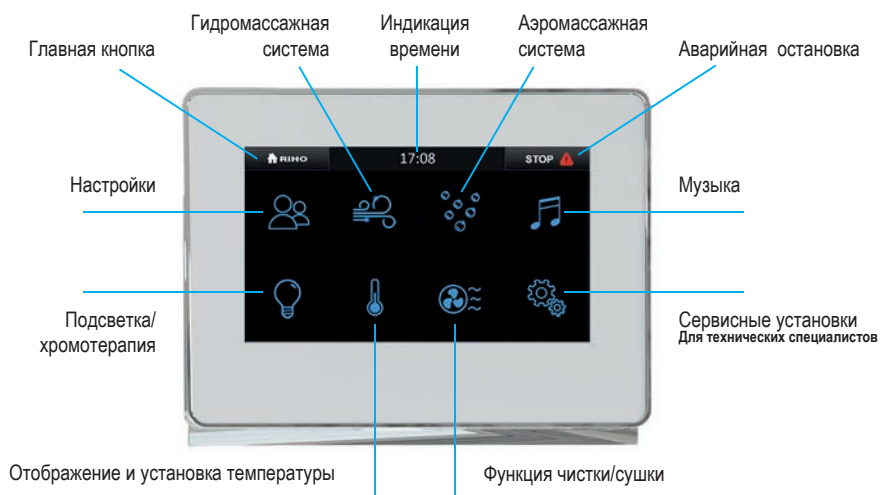 Гидромассажная
система
Индикация
времени
Аэромассажная
система
Главная кнопка
Аварийная остановка
RIHO
17:08
STOP
Настройки
Музыка
Подсветка/
хромотерапия
Сервисные установки
Для технических специалистов
Отображение и установка температуры
Функция чистки/сушки